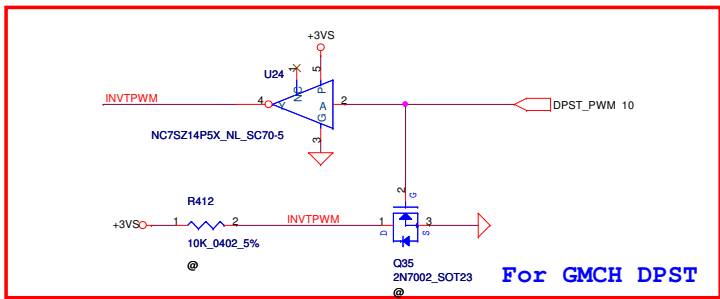 +3VS
U24
1
5
NC
P
INVTPWM
4
Y
A
2
DPST_PWM 10
G
3
NC7SZ14P5X_NL_SC70-5
R412
2
G
+3VS
1
2
INVTPWM
1
3
D
S
10K_0402_5%
@
Q35
2N7002_SOT23
@
For GMCH DPST